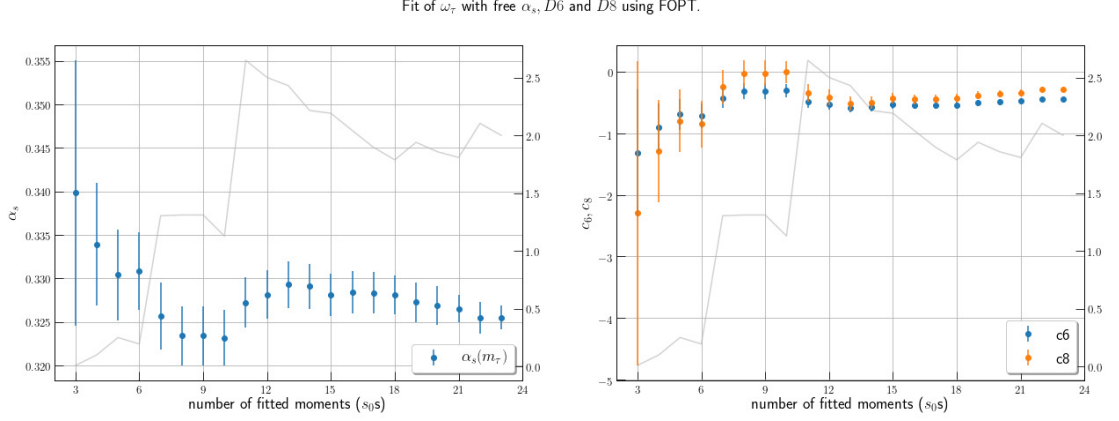 Fit of ω_τ with free α_s, D6 and D8 using FOPT.
0.355
0.350
0.345
0.340
0.335
0.330
0.325
0.320
α_s
2.5
2.0
1.5
1.0
0.5
0.0
3 6 9 12 15 18 21 24
number of fitted moments (s₀s)
α_s(m_τ)
0
−1
−2
−3
−4
−5
c₆, c₈
2.5
2.0
1.5
1.0
0.5
0.0
3 6 9 12 15 18 21 24
number of fitted moments (s₀s)
c6
c8